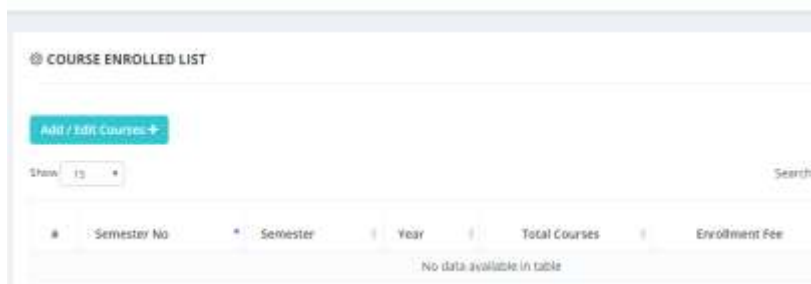 COURSE ENROLLED LIST
Add / Edit Courses +
Show 15
Search
# Semester No Semester Year Total Courses Enrollment Fee
No data available in table